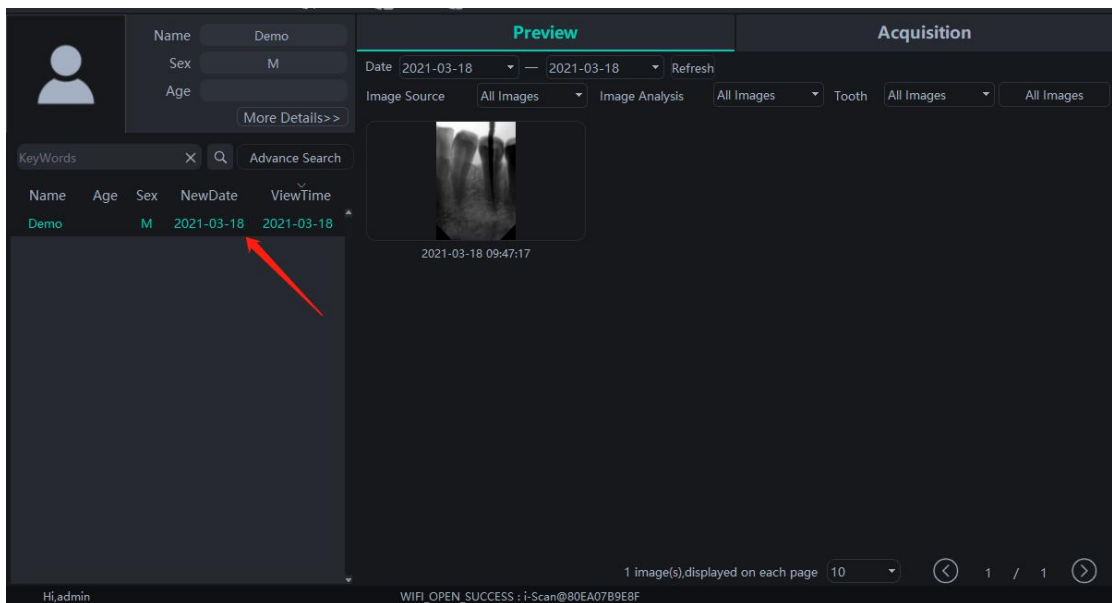 Name Demo
Sex M
Age
More Details>>
KeyWords × Advance Search
Name Age Sex NewDate ViewTime
Demo M 2021-03-18 2021-03-18
Preview Acquisition
Date 2021-03-18 — 2021-03-18 Refresh
Image Source All Images Image Analysis All Images Tooth All Images All Images
2021-03-18 09:47:17
1 image(s),displayed on each page 10 1 / 1
Hi,admin WIFI_OPEN_SUCCESS : i-Scan@80EA07B9E8F